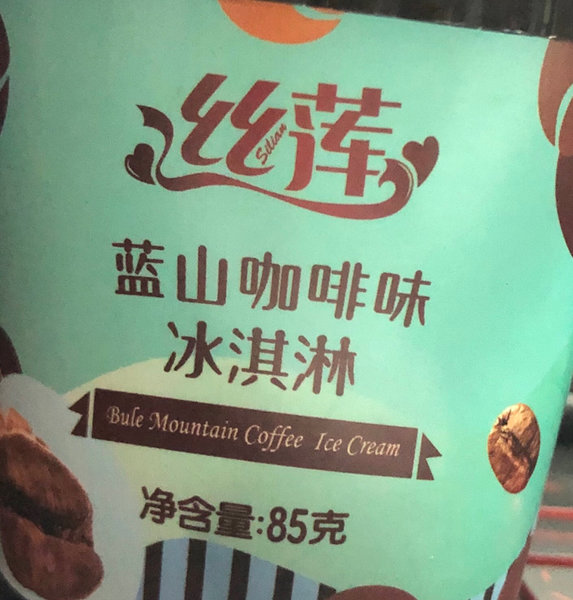 丝莲
Silian
蓝山咖啡味
冰淇淋
Bule Mountain Coffee Ice Cream
净含量:85克